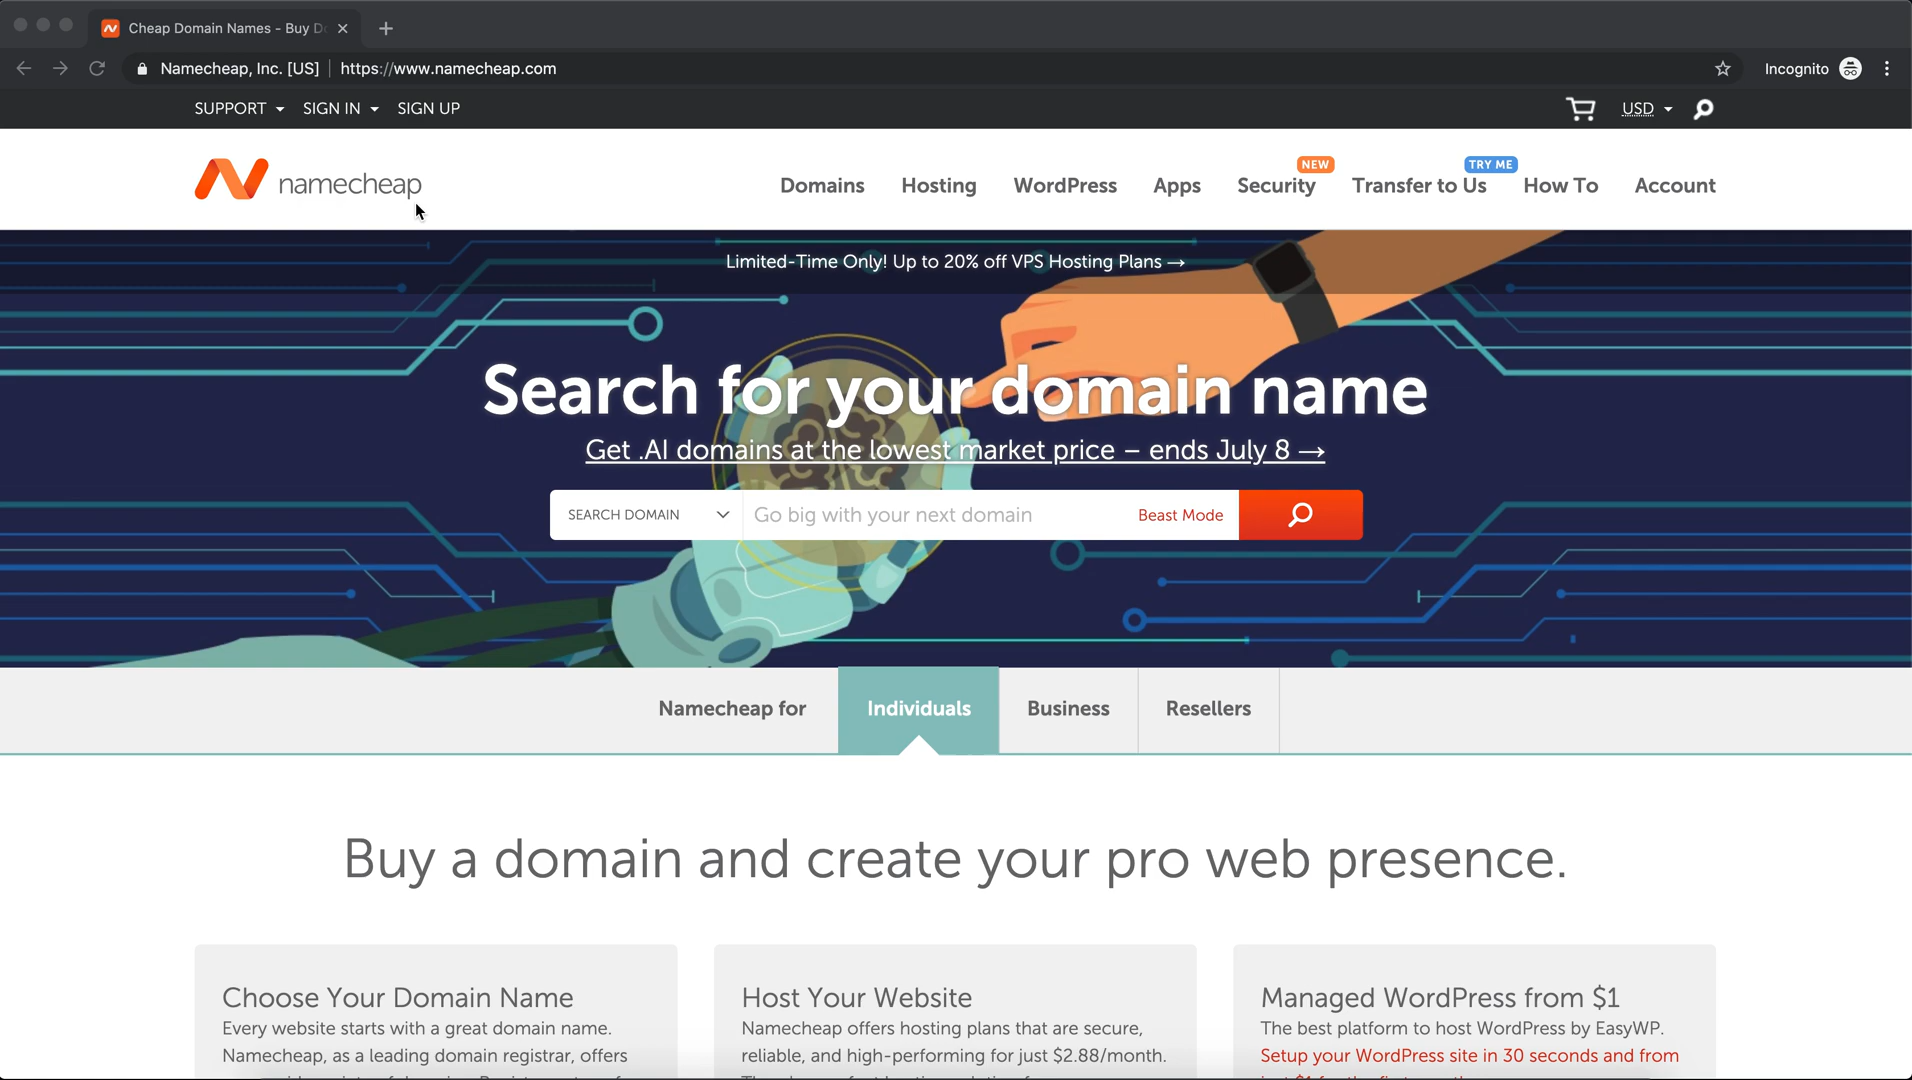 Cheap Domain Names - Buy D
Namecheap, Inc. [US] https://www.namecheap.com
Incognito
SUPPORT SIGN IN SIGN UP
USD
namecheap
NEW
TRY ME
Domains Hosting WordPress Apps Security Transfer to Us How To Account
Limited-Time Only! Up to 20% off VPS Hosting Plans →
Search for your domain name
Get .AI domains at the lowest market price – ends July 8 →
SEARCH DOMAIN Go big with your next domain Beast Mode
Namecheap for Individuals Business Resellers
Buy a domain and create your pro web presence.
Choose Your Domain Name
Every website starts with a great domain name.
Namecheap, as a leading domain registrar, offers
Host Your Website
Namecheap offers hosting plans that are secure,
reliable, and high-performing for just $2.88/month.
Managed WordPress from $1
The best platform to host WordPress by EasyWP.
Setup your WordPress site in 30 seconds and from